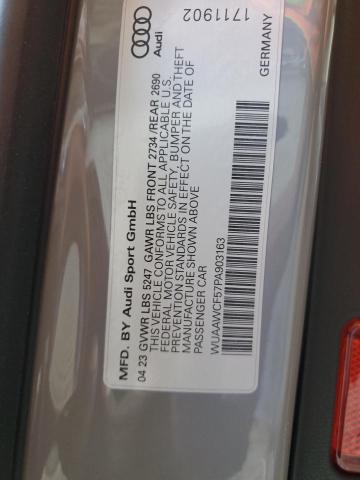 MFD. BY Audi Sport GmbH
Audi
04 23 GVWR LBS 5247 GAWR LBS FRONT 2734/REAR 2690
THIS VEHICLE CONFORMS TO ALL APPLICABLE U.S.
FEDERAL MOTOR VEHICLE SAFETY, BUMPER AND THEFT
PREVENTION STANDARDS IN EFFECT ON THE DATE OF
MANUFACTURE SHOWN ABOVE
PASSENGER CAR
1711902
WUAAWCF57PA903163
GERMANY